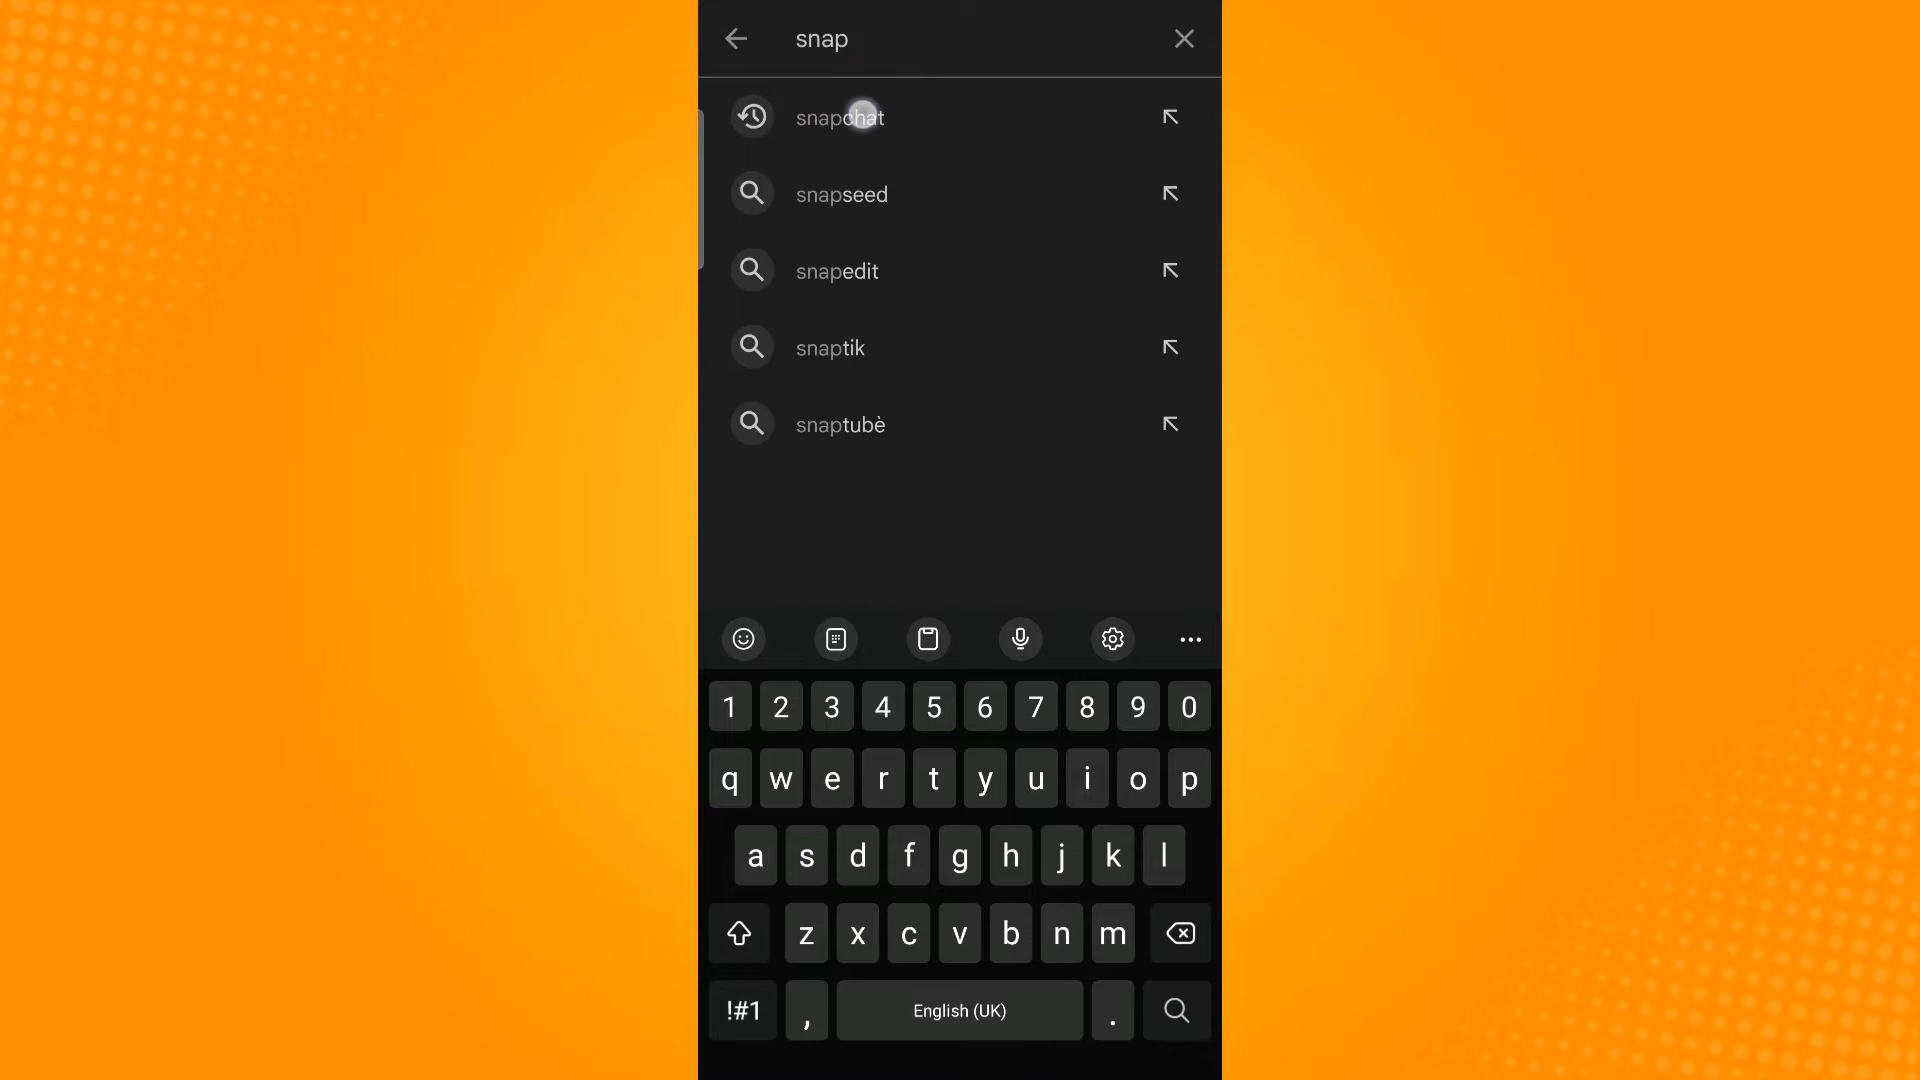 snap
snapchat
snapseed
snapedit
snaptik
snaptubè
1 2 3 4 5 6 7 8 9 0
q w e r t y u i o p
a s d f g h j k l
z x c v b n m
!#1 , English (UK) .